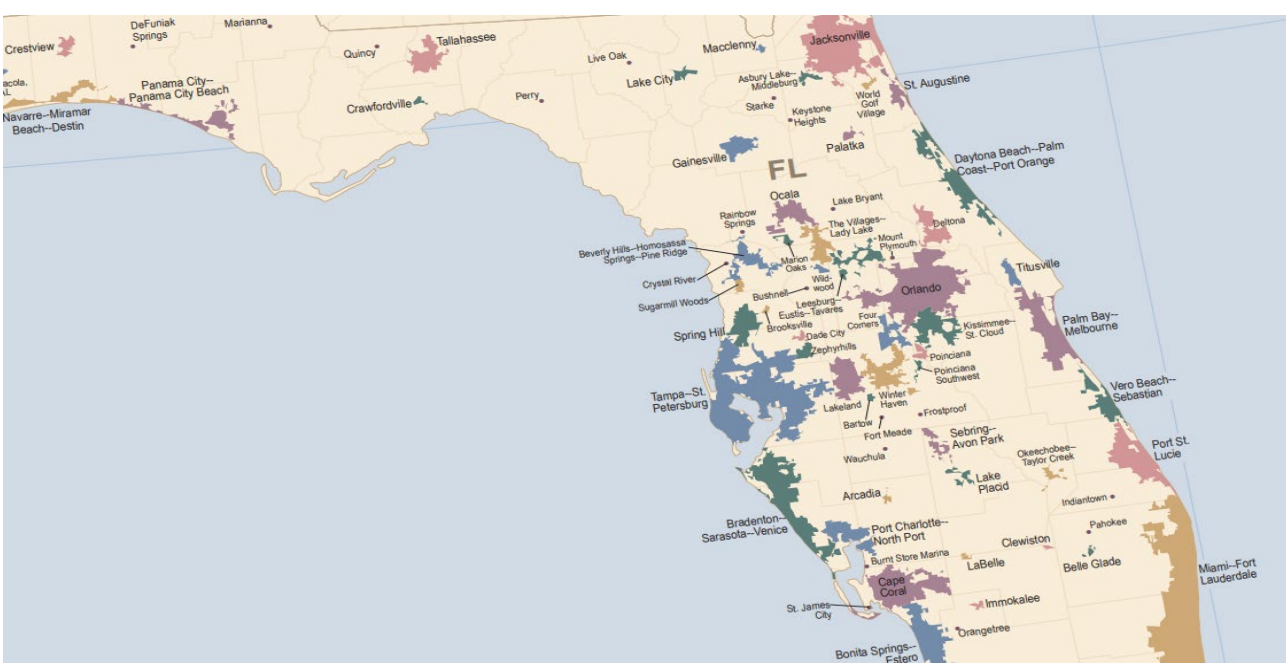 DeFuniak
Springs
Marianna
Crestview
Quincy
Tallahassee
Macclenny
Jacksonville
Live Oak
Lake City
Asbury Lake--
Middleburg
St. Augustine
acola,
Panama City--
Panama City Beach
Crawfordville
Perry
Starke
World
Golf
Village
Keystone
Heights
Navarre--Miramar
Beach--Destin
Gainesville
Palatka
Daytona Beach--Palm
Coast--Port Orange
FL
Ocala
Lake Bryant
Rainbow
Springs
The Villages--
Lady Lake
Deltona
Mount
Plymouth
Beverly Hills--Homosassa
Springs--Pine Ridge
Marion
Oaks
Titusville
Crystal River
Wild-
wood
Bushnell
Orlando
Sugarmill Woods
Leesburg--
Eustis--Tavares
Four
Corners
Palm Bay--
Melbourne
Spring Hill
Brooksville
Kissimmee--
St. Cloud
Dade City
Zephyrhills
Poinciana
Poinciana
Southwest
Vero Beach--
Sebastian
Tampa--St.
Petersburg
Lakeland
Winter
Haven
Bartow
Frostproof
Fort Meade
Sebring--
Avon Park
Port St.
Lucie
Wauchula
Okeechobee--
Taylor Creek
Lake
Placid
Arcadia
Indiantown
Bradenton--
Sarasota--Venice
Port Charlotte--
North Port
Pahokee
Clewiston
Burnt Store Marina
LaBelle
Belle Glade
Miami--Fort
Lauderdale
Cape
Coral
St. James
City
Immokalee
Orangetree
Bonita Springs--
Estero